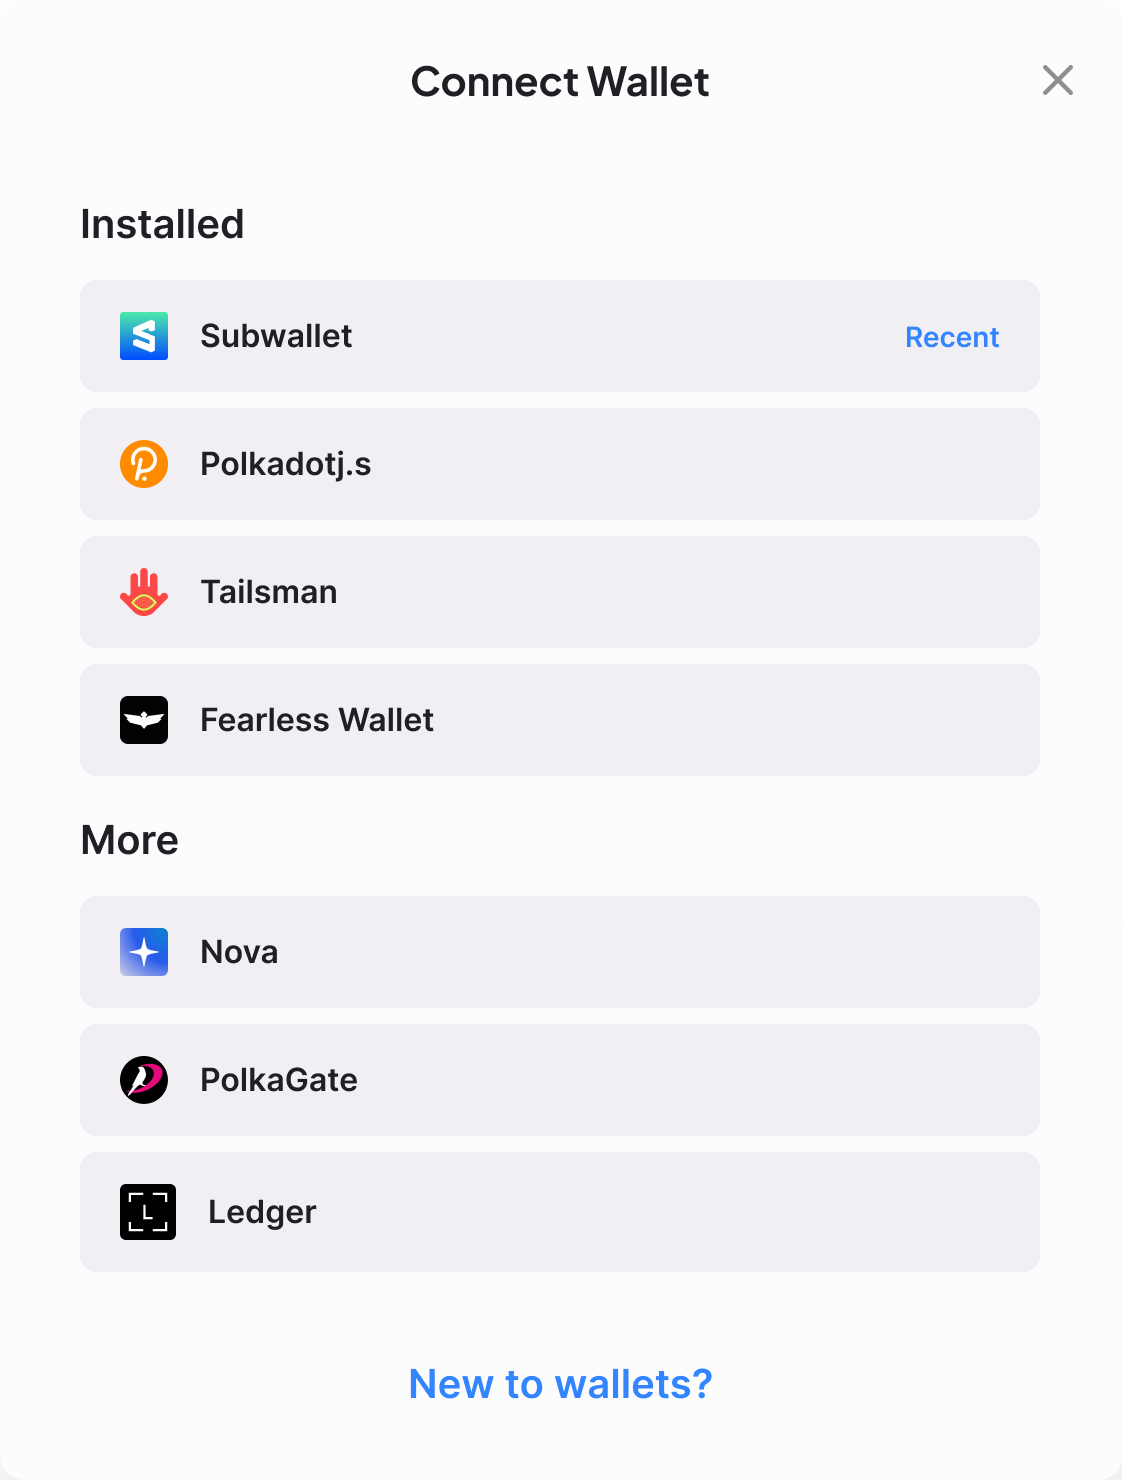 Connect Wallet
Installed
Subwallet
Recent
Polkadotj.s
Tailsman
Fearless Wallet
More
Nova
PolkaGate
L
Ledger
New to wallets?